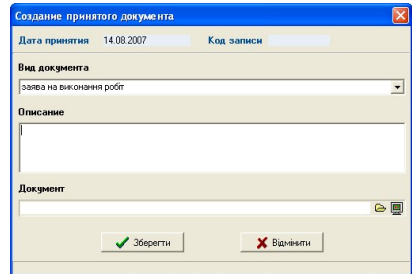 Создание принятого документа
Дата принятия 14.08.2007 Код записи
Вид документа
заява на виконання робіт
Описание
Документ
Зберегти Відмінити